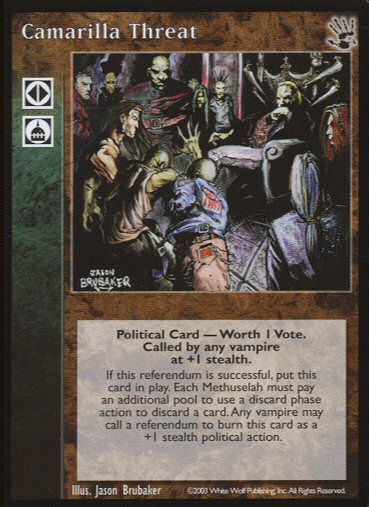 Camarilla Threat
JASON
BRUBAKER
Political Card — Worth 1 Vote.
Called by any vampire
at +1 stealth.
If this referendum is successful, put this
card in play. Each Methuselah must pay
an additional pool to use a discard phase
action to discard a card. Any vampire may
call a referendum to burn this card as a
+1 stealth political action.
Illus. Jason Brubaker
©2003 White Wolf Publishing, Inc. All Rights Reserved.